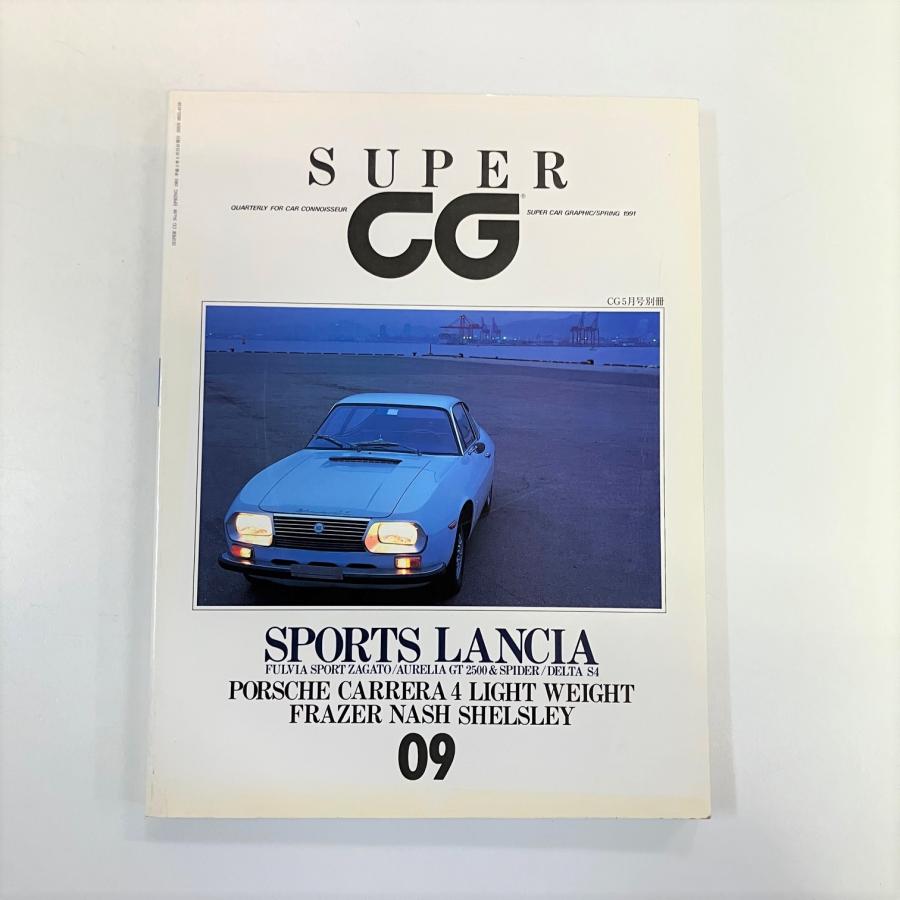 SUPER
QUARTERLY FOR CAR CONNOISSEUR
CG®
SUPER CAR GRAPHIC/SPRING 1991
CG5月号別冊
SPORTS LANCIA
FULVIA SPORT ZAGATO/AURELIA GT 2500 & SPIDER/DELTA S4
PORSCHE CARRERA 4 LIGHT WEIGHT
FRAZER NASH SHELSLEY
09